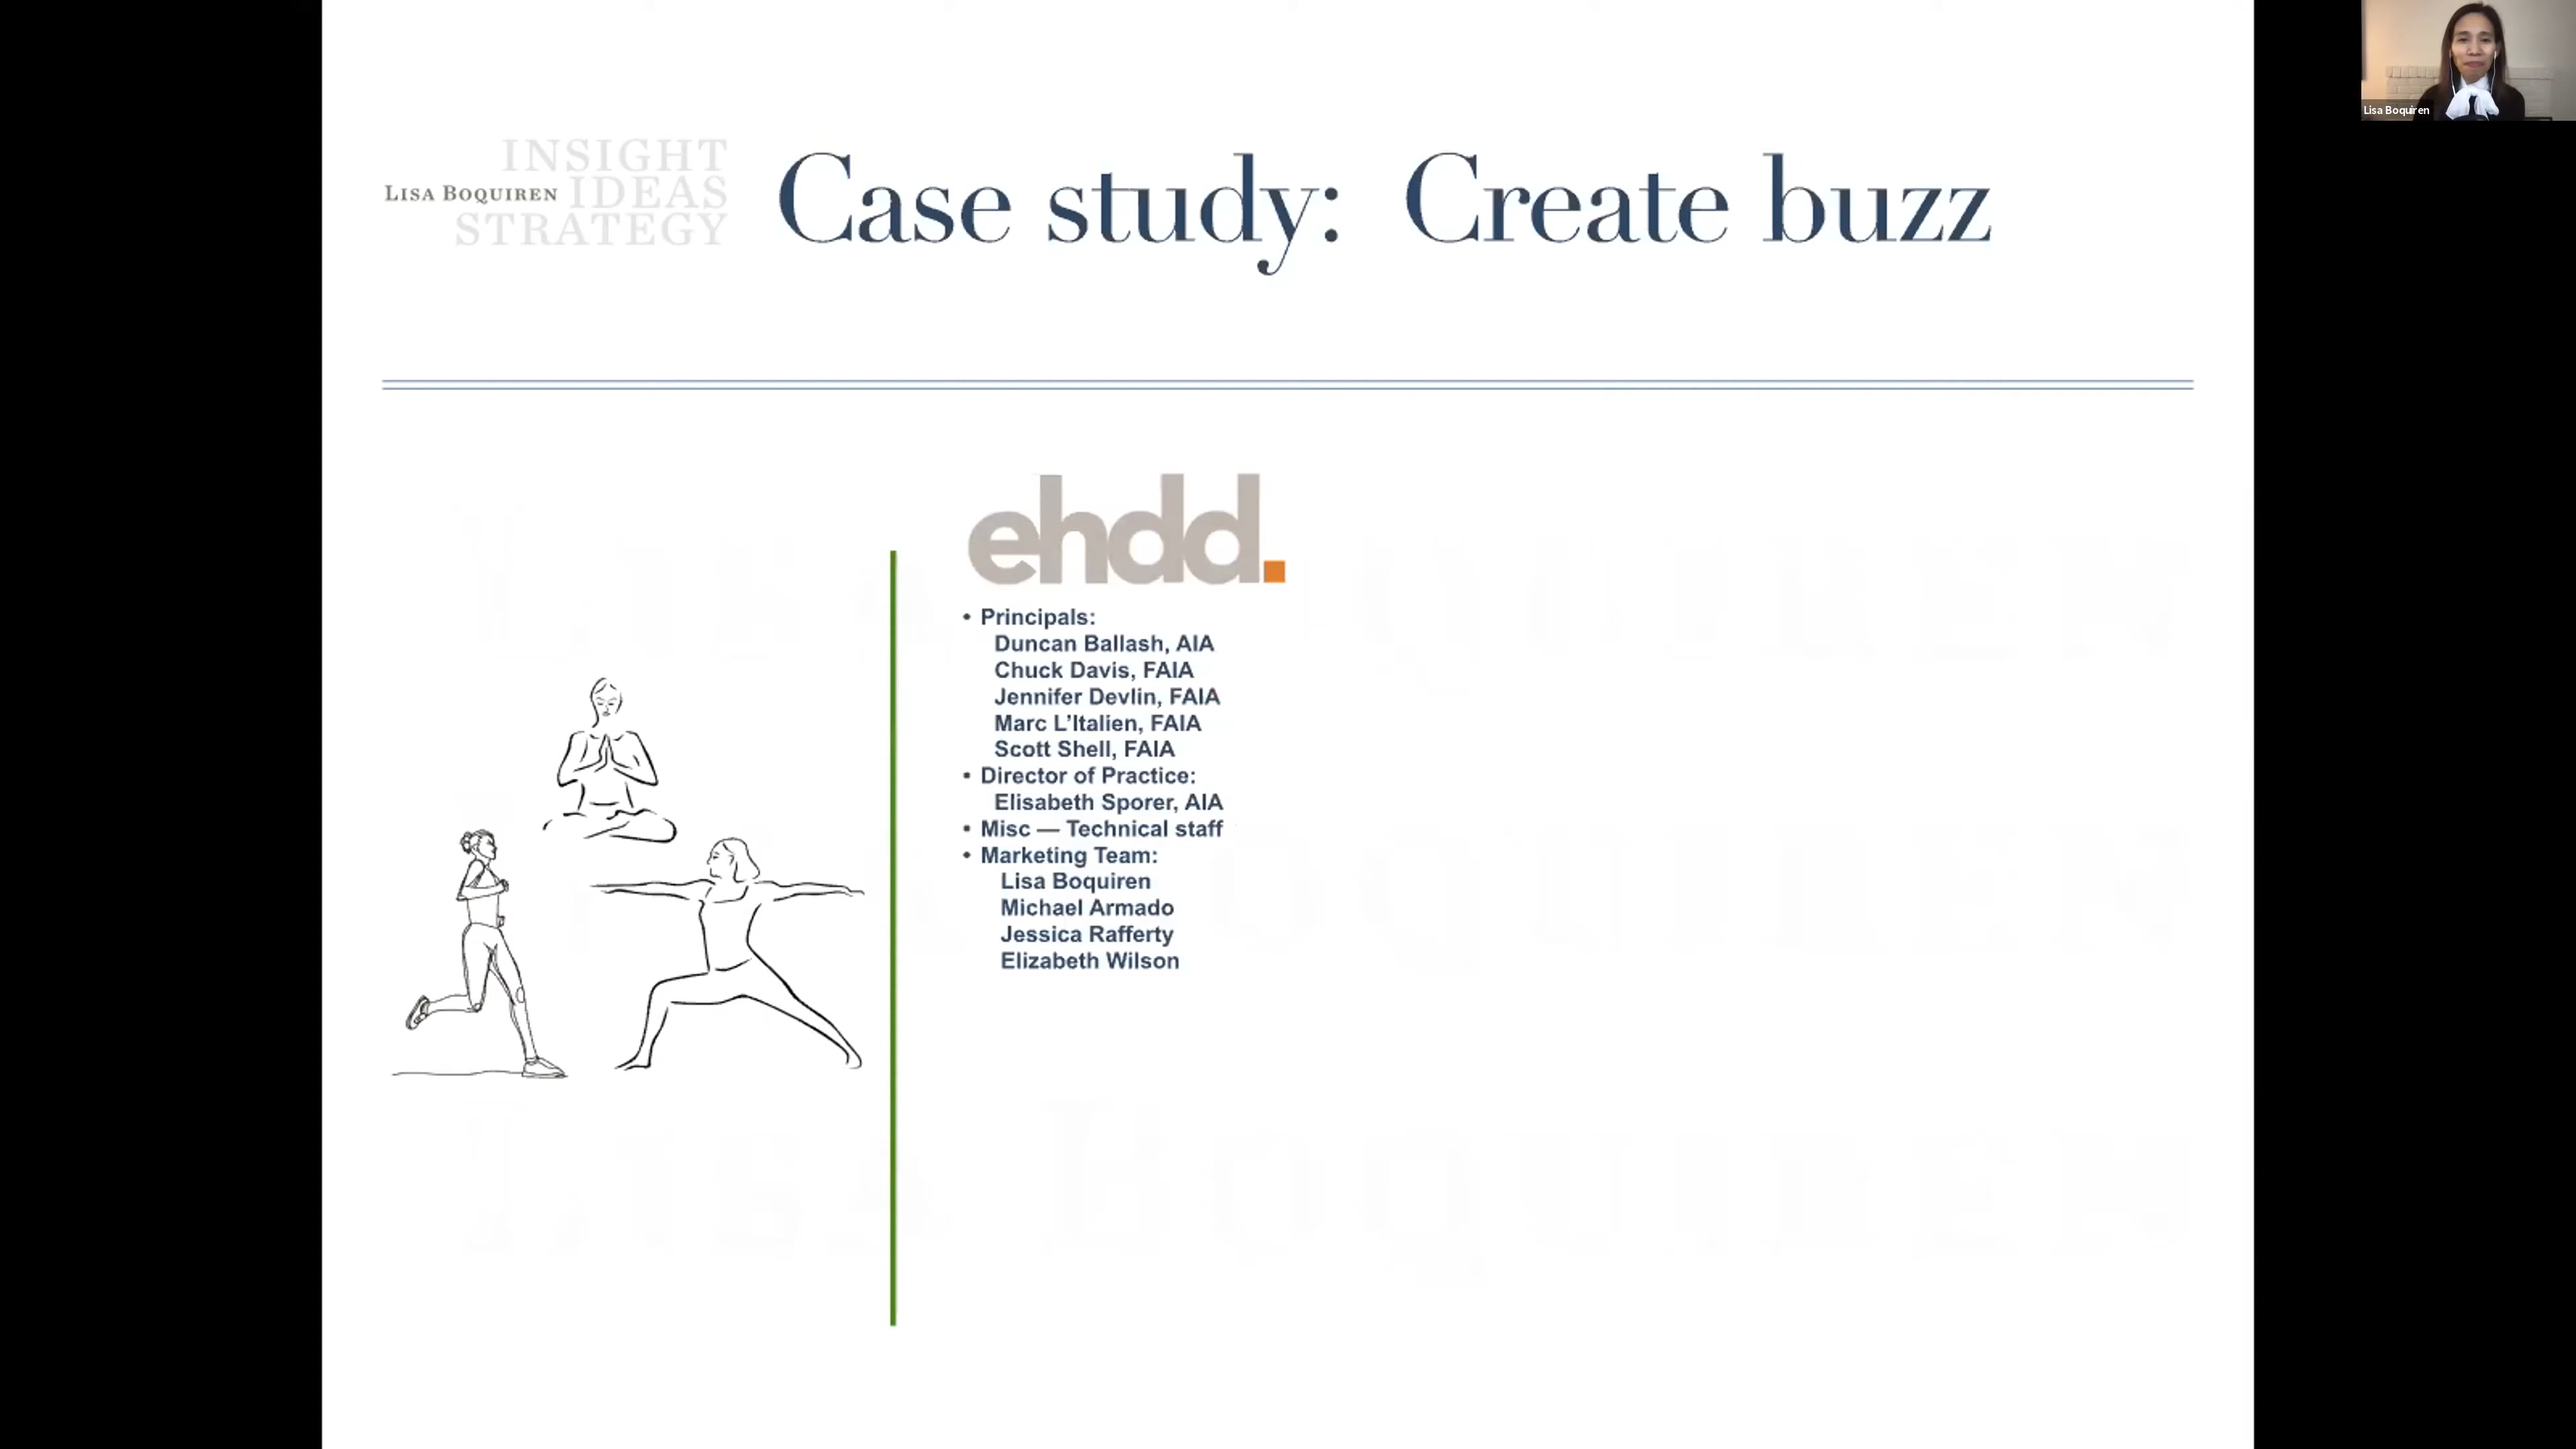 INSIGHT
LISA BOQUIREN IDEAS
STRATEGY
Case study: Create buzz
Lisa Boquiren
ehdd.
• Principals:
Duncan Ballash, AIA
Chuck Davis, FAIA
Jennifer Devlin, FAIA
Marc L’Italien, FAIA
Scott Shell, FAIA
• Director of Practice:
Elisabeth Sporer, AIA
• Misc — Technical staff
• Marketing Team:
Lisa Boquiren
Michael Armado
Jessica Rafferty
Elizabeth Wilson